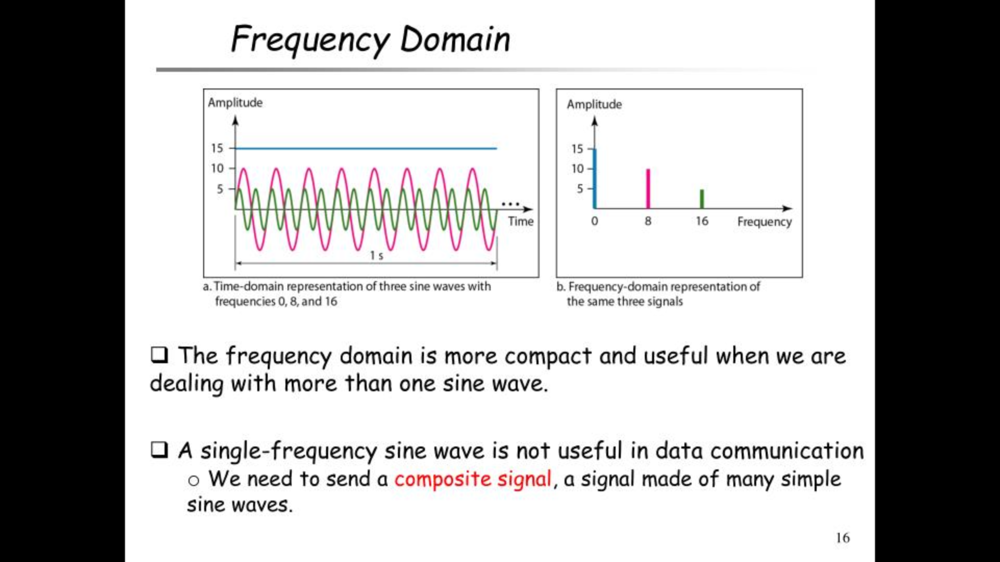 Frequency Domain
Amplitude
15
10
5
...
Time
1 s
a. Time-domain representation of three sine waves with
frequencies 0, 8, and 16
Amplitude
15
10
5
0 8 16 Frequency
b. Frequency-domain representation of
the same three signals
❑ The frequency domain is more compact and useful when we are
dealing with more than one sine wave.
❑ A single-frequency sine wave is not useful in data communication
o We need to send a composite signal, a signal made of many simple
sine waves.
16